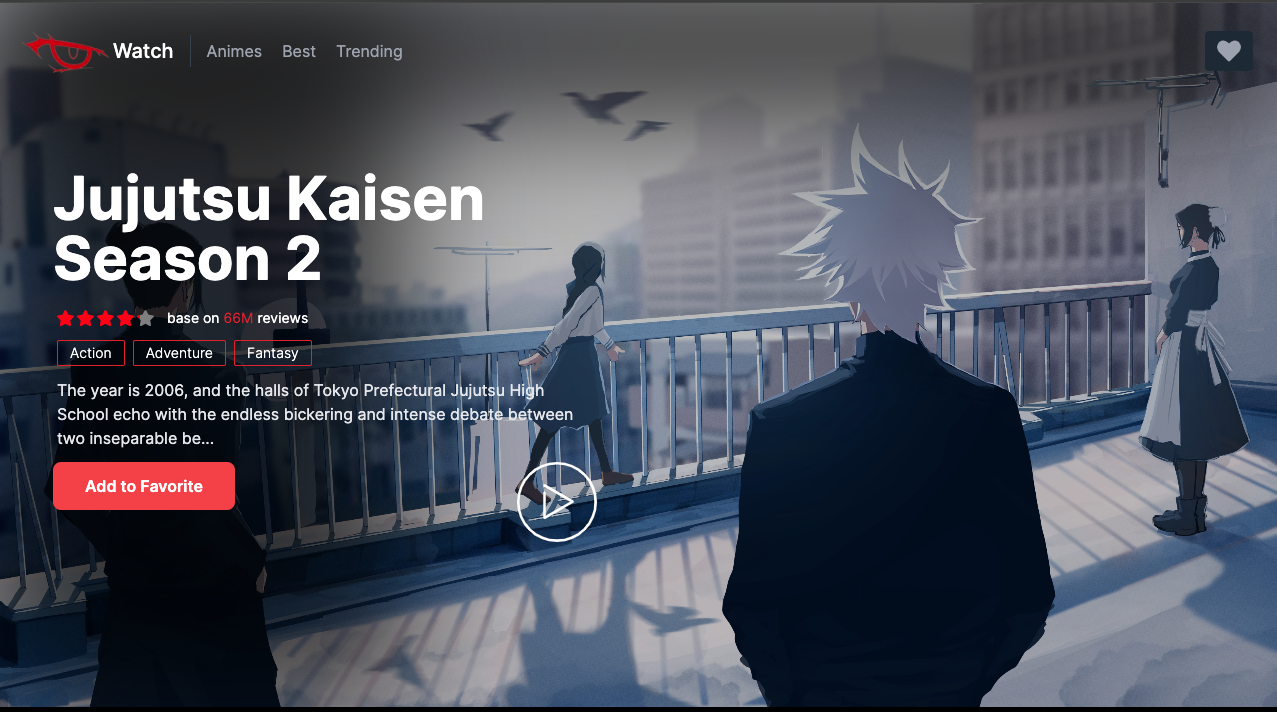 Watch
Animes Best Trending
Jujutsu Kaisen
Season 2
base on 66M reviews
Action Adventure Fantasy
The year is 2006, and the halls of Tokyo Prefectural Jujutsu High
School echo with the endless bickering and intense debate between
two inseparable be...
Add to Favorite